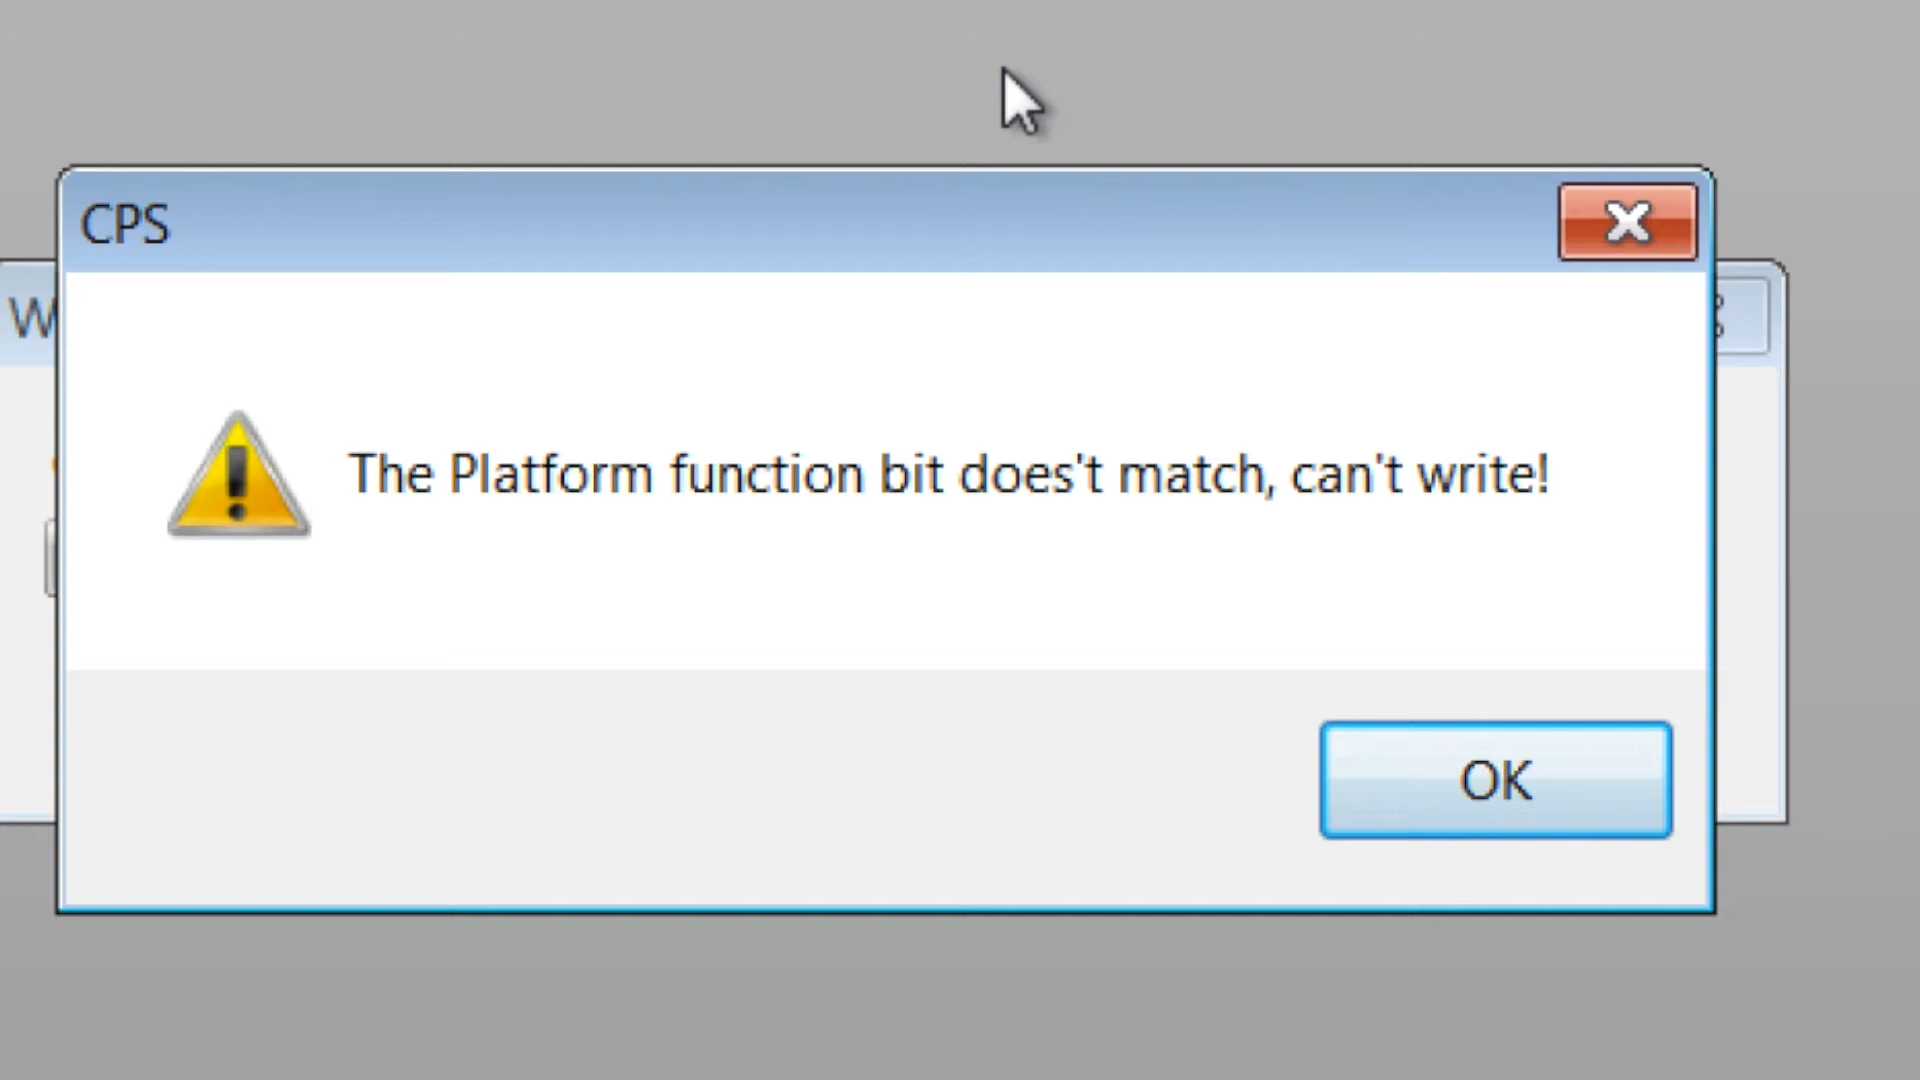 CPS
W
The Platform function bit does't match, can't write!
OK